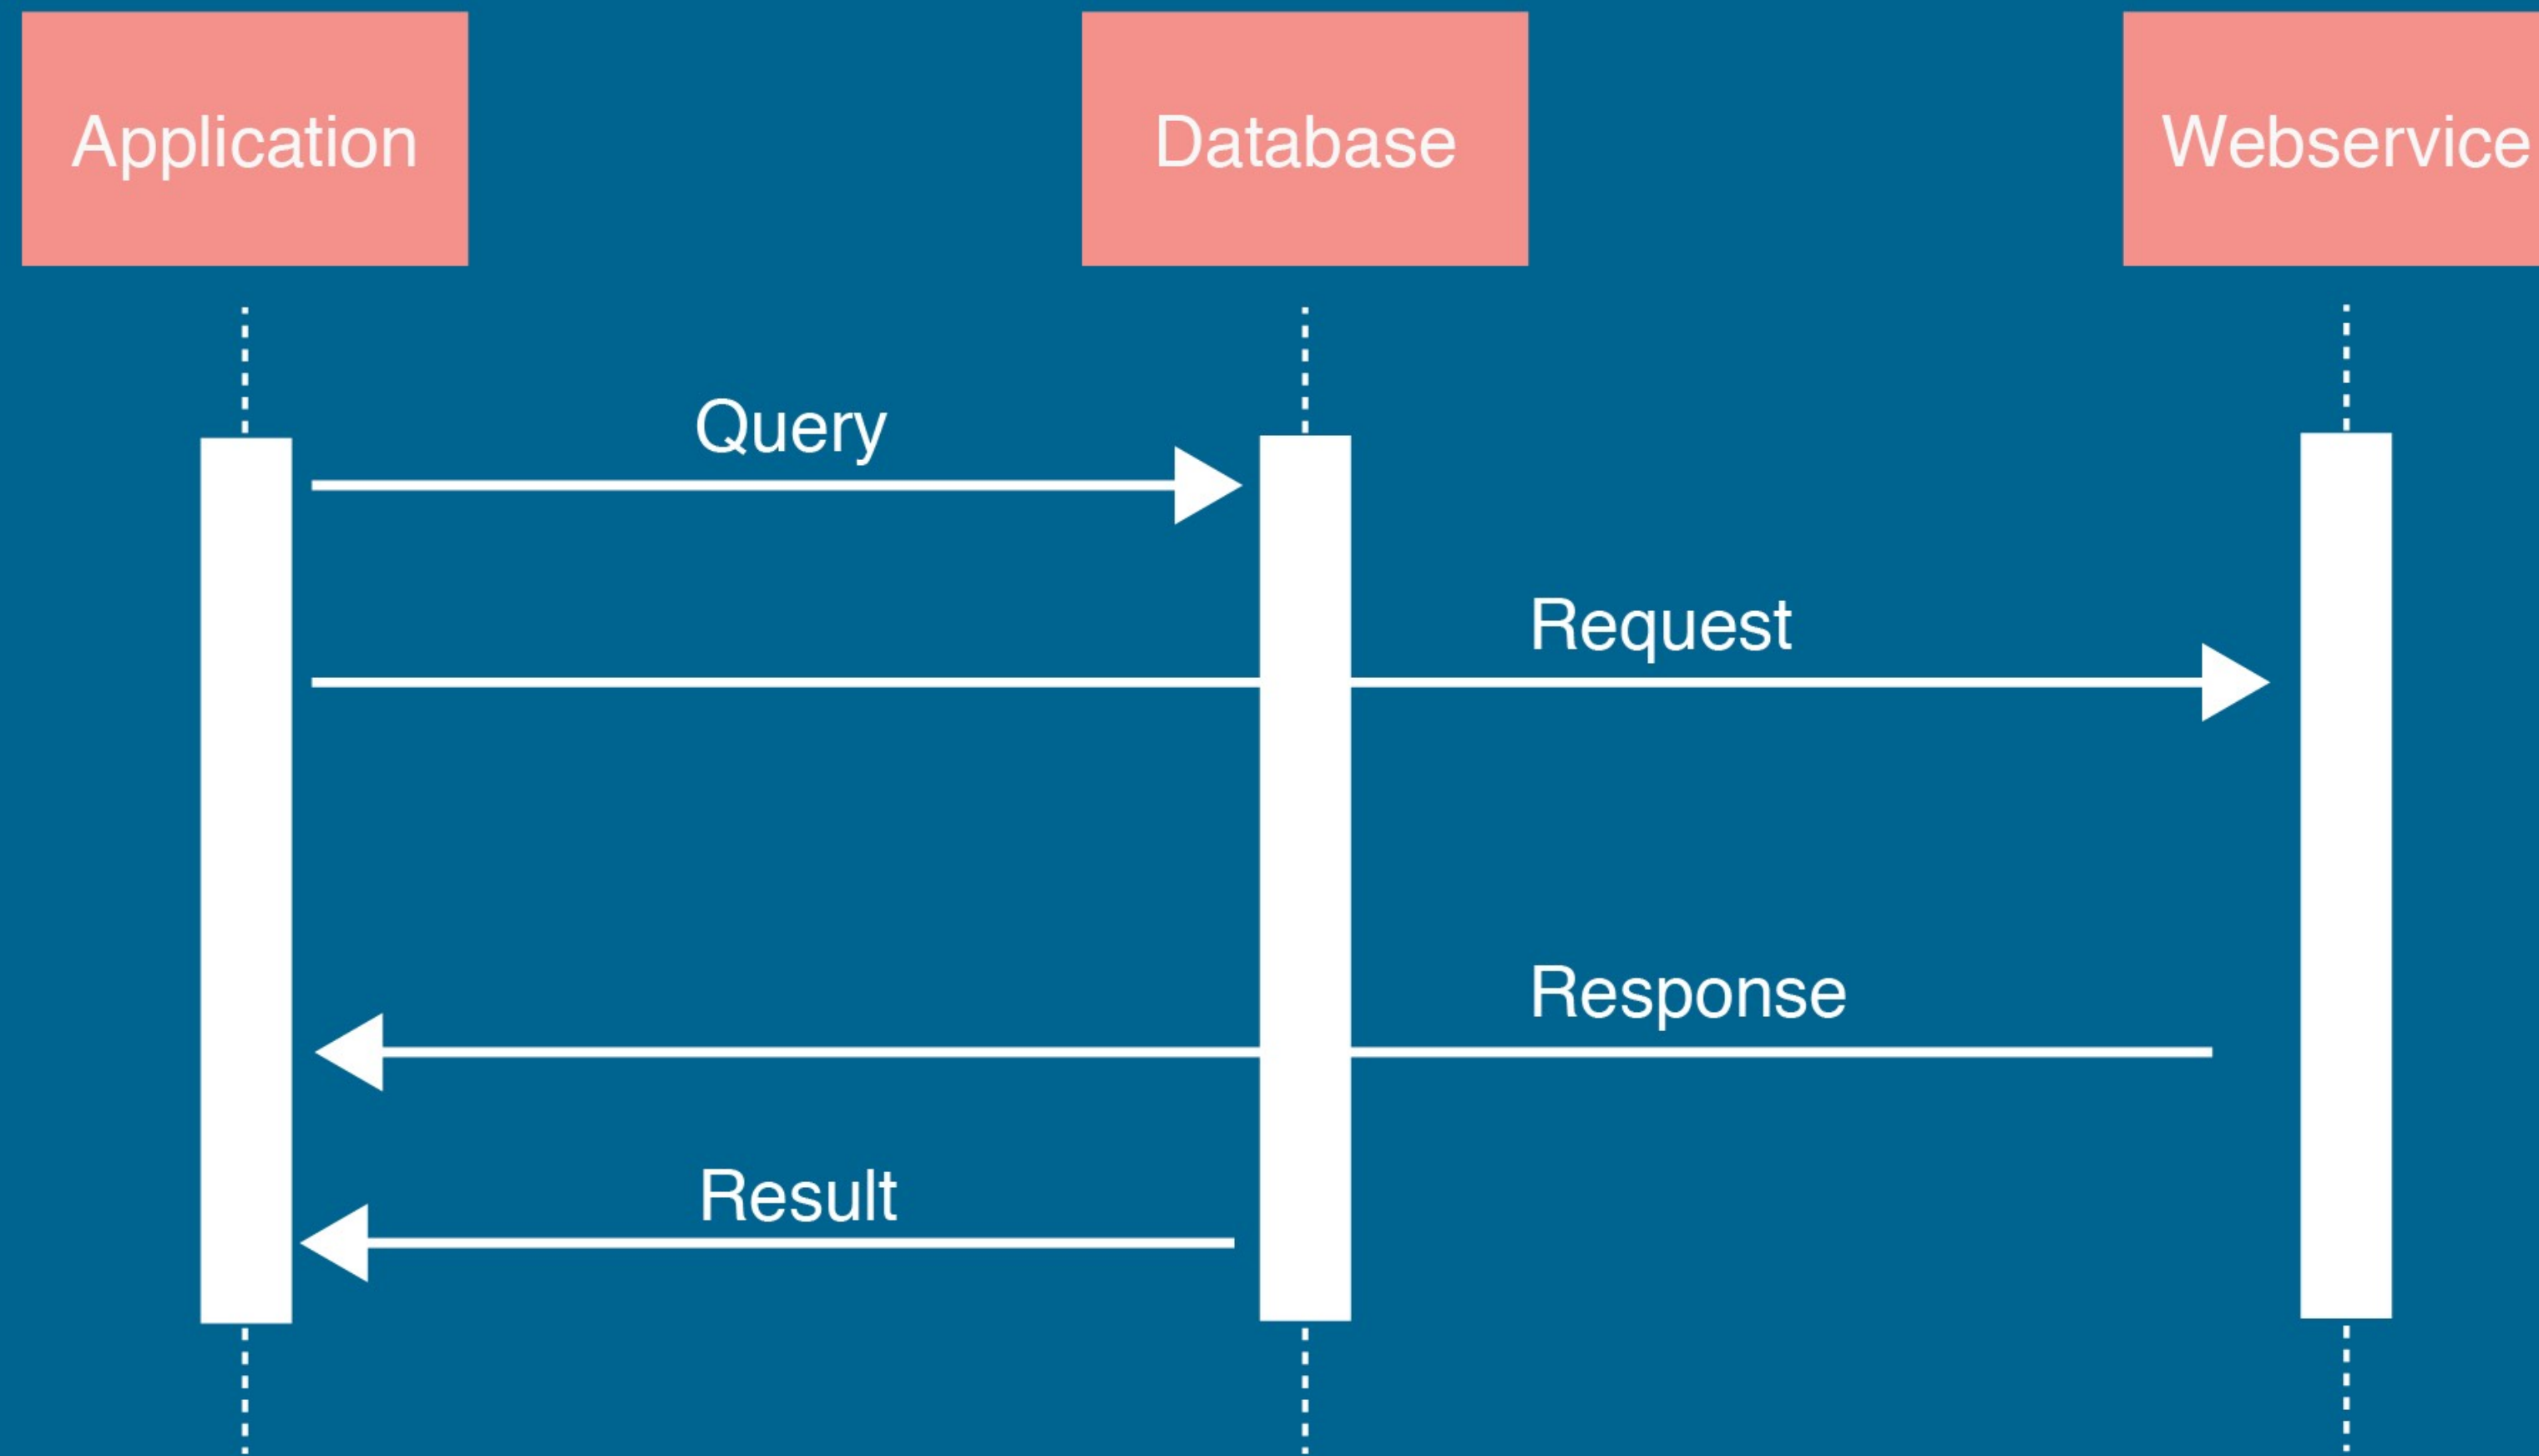 Application
Database
Webservice
Query
Request
Response
Result